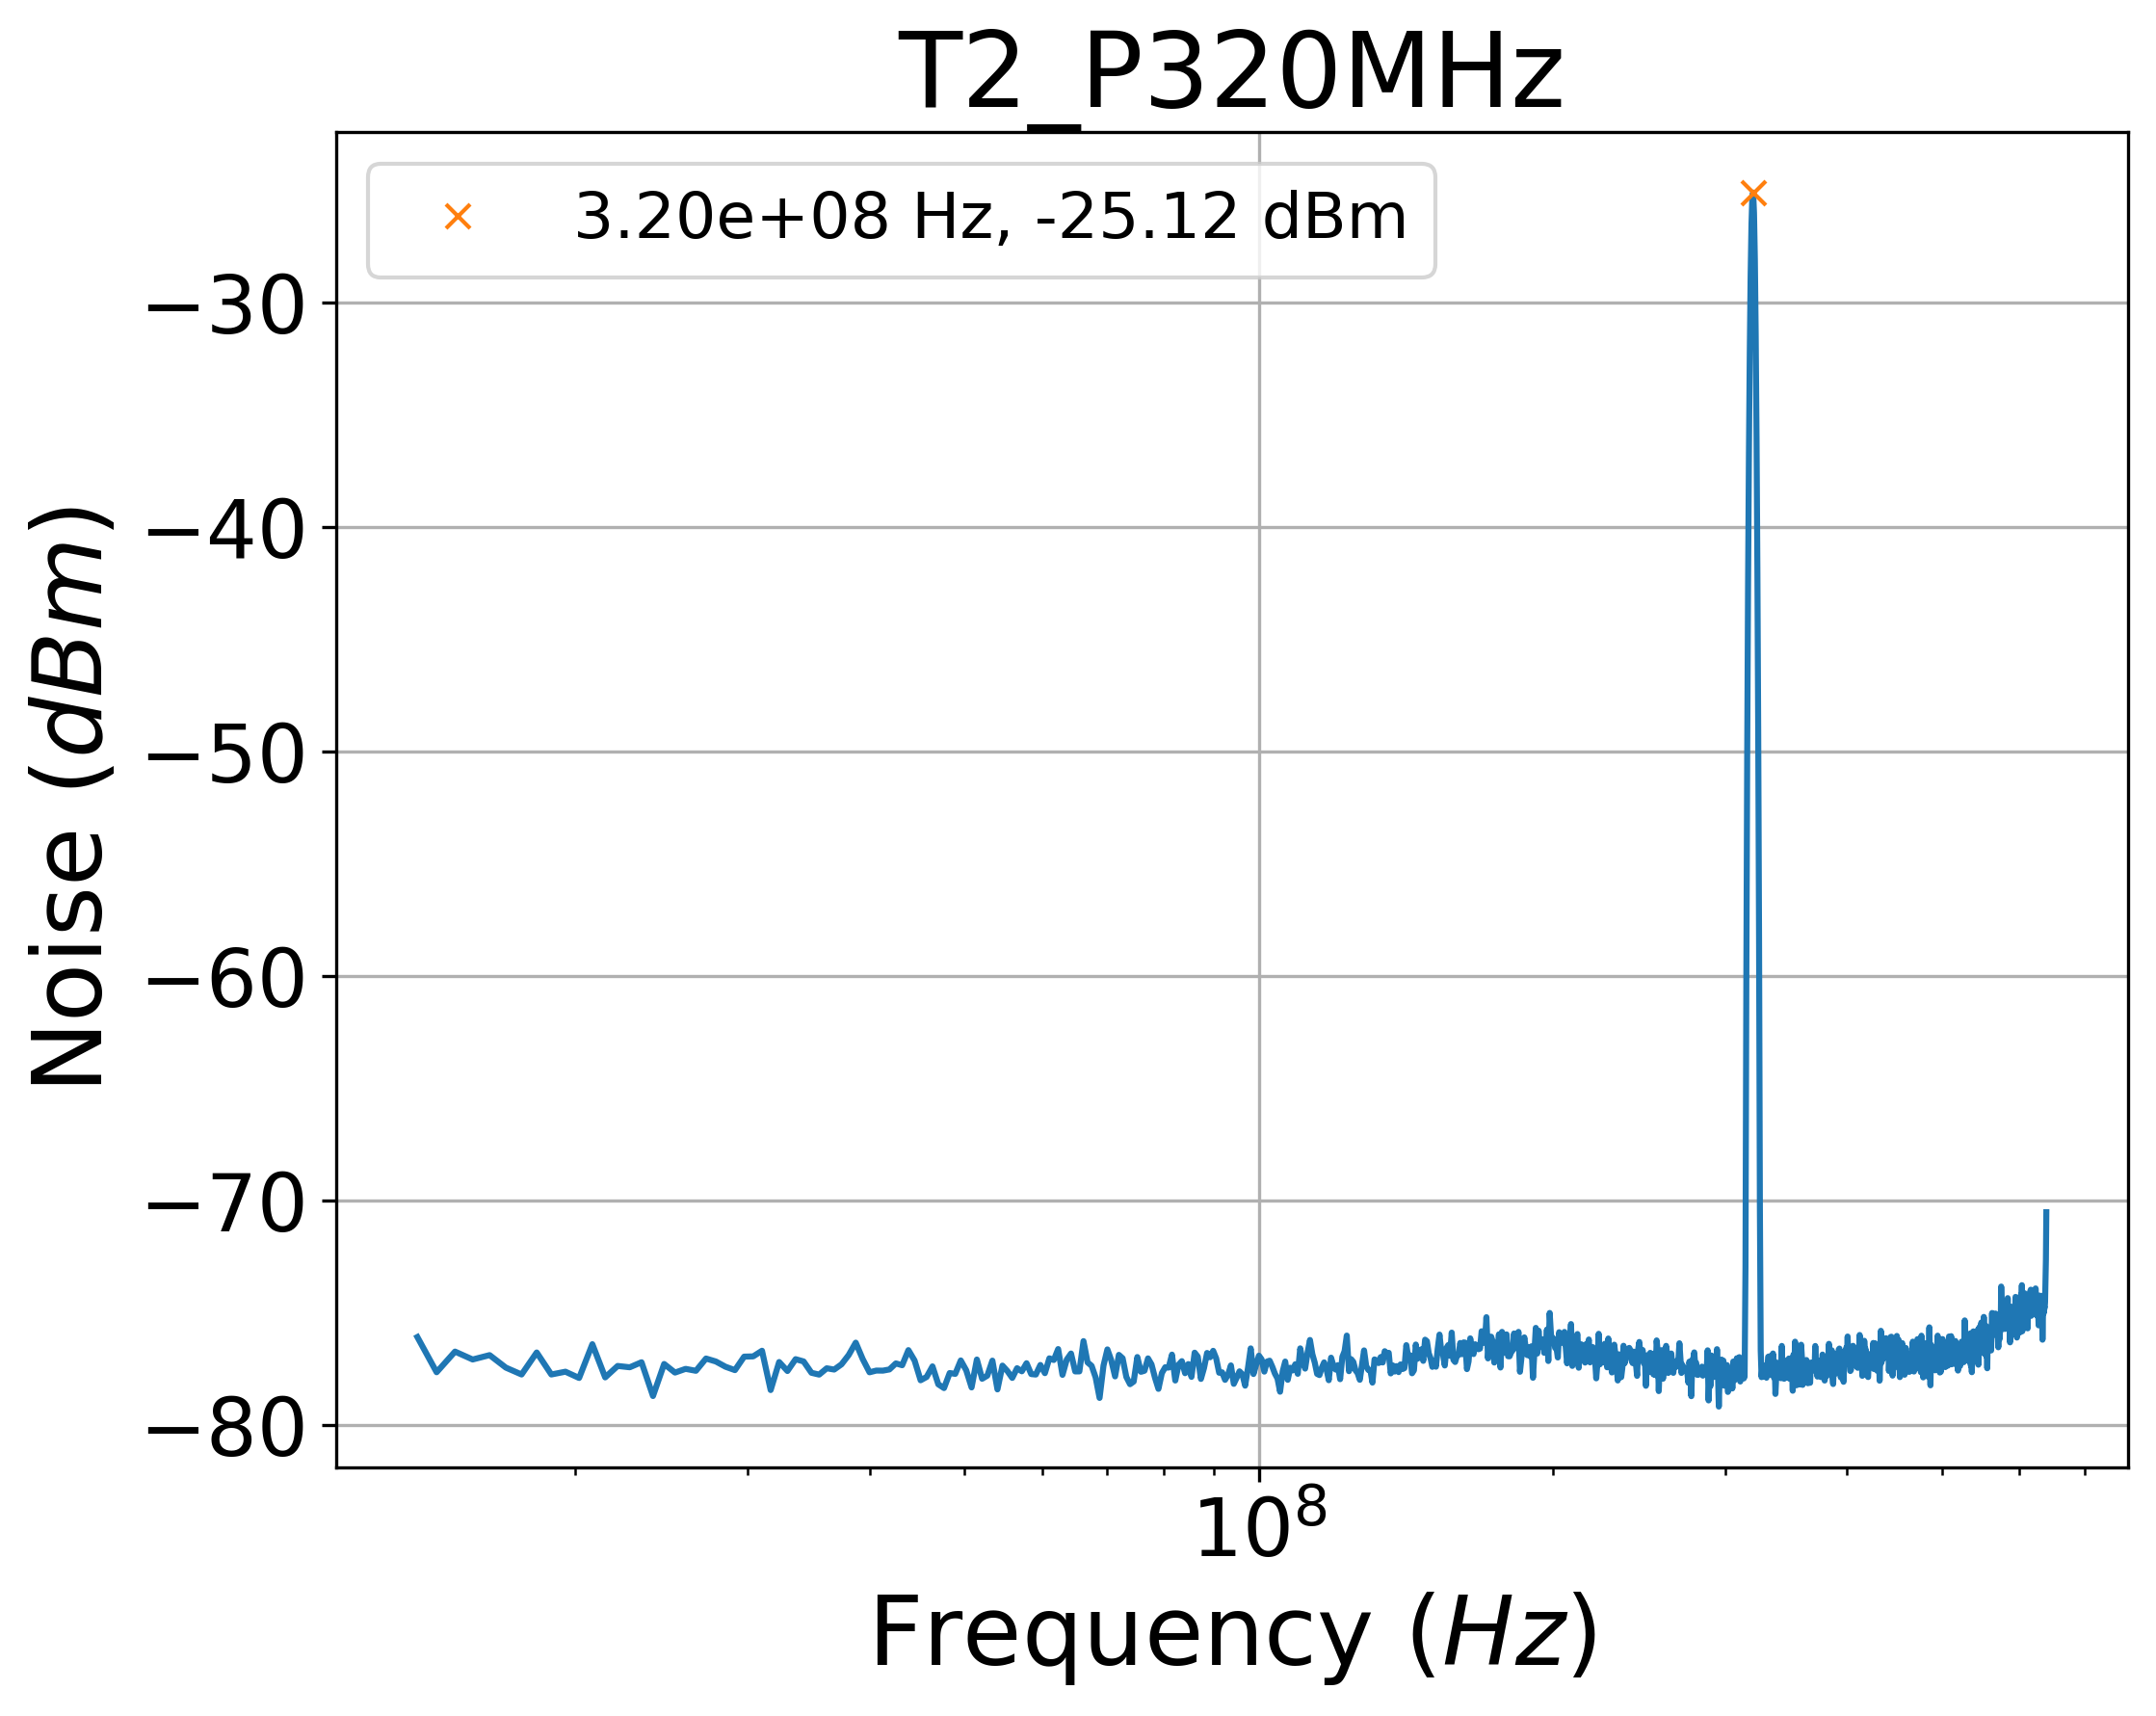 T2_P320MHz
3.20e+08 Hz, -25.12 dBm
−30
−40
−50
−60
−70
−80
Noise (dBm)
10⁸
Frequency (Hz)